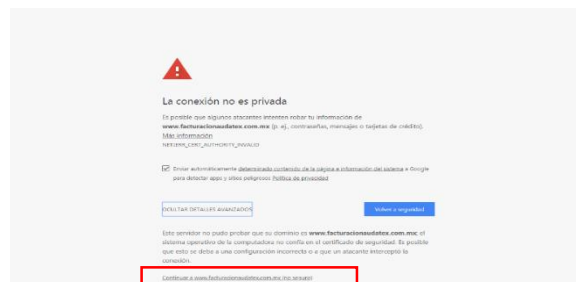 La conexión no es privada
Es posible que algunos atacantes intenten robar tu información de
www.facturacionaudatex.com.mx (p. ej., contraseñas, mensajes o tarjetas de crédito).
Más información
NET::ERR_CERT_AUTHORITY_INVALID
Enviar automáticamente determinado contenido de la página e información del sistema a Google
para detectar apps y sitios peligrosos Política de privacidad
OCULTAR DETALLES AVANZADOS
Volver a seguridad
Este servidor no pudo probar que su dominio es www.facturacionaudatex.com.mx; el
sistema operativo de la computadora no confía en el certificado de seguridad. Es posible
que esto se deba a una configuración incorrecta o a que un atacante interceptó la
conexión.
Continuar a www.facturacionaudatex.com.mx (no seguro)